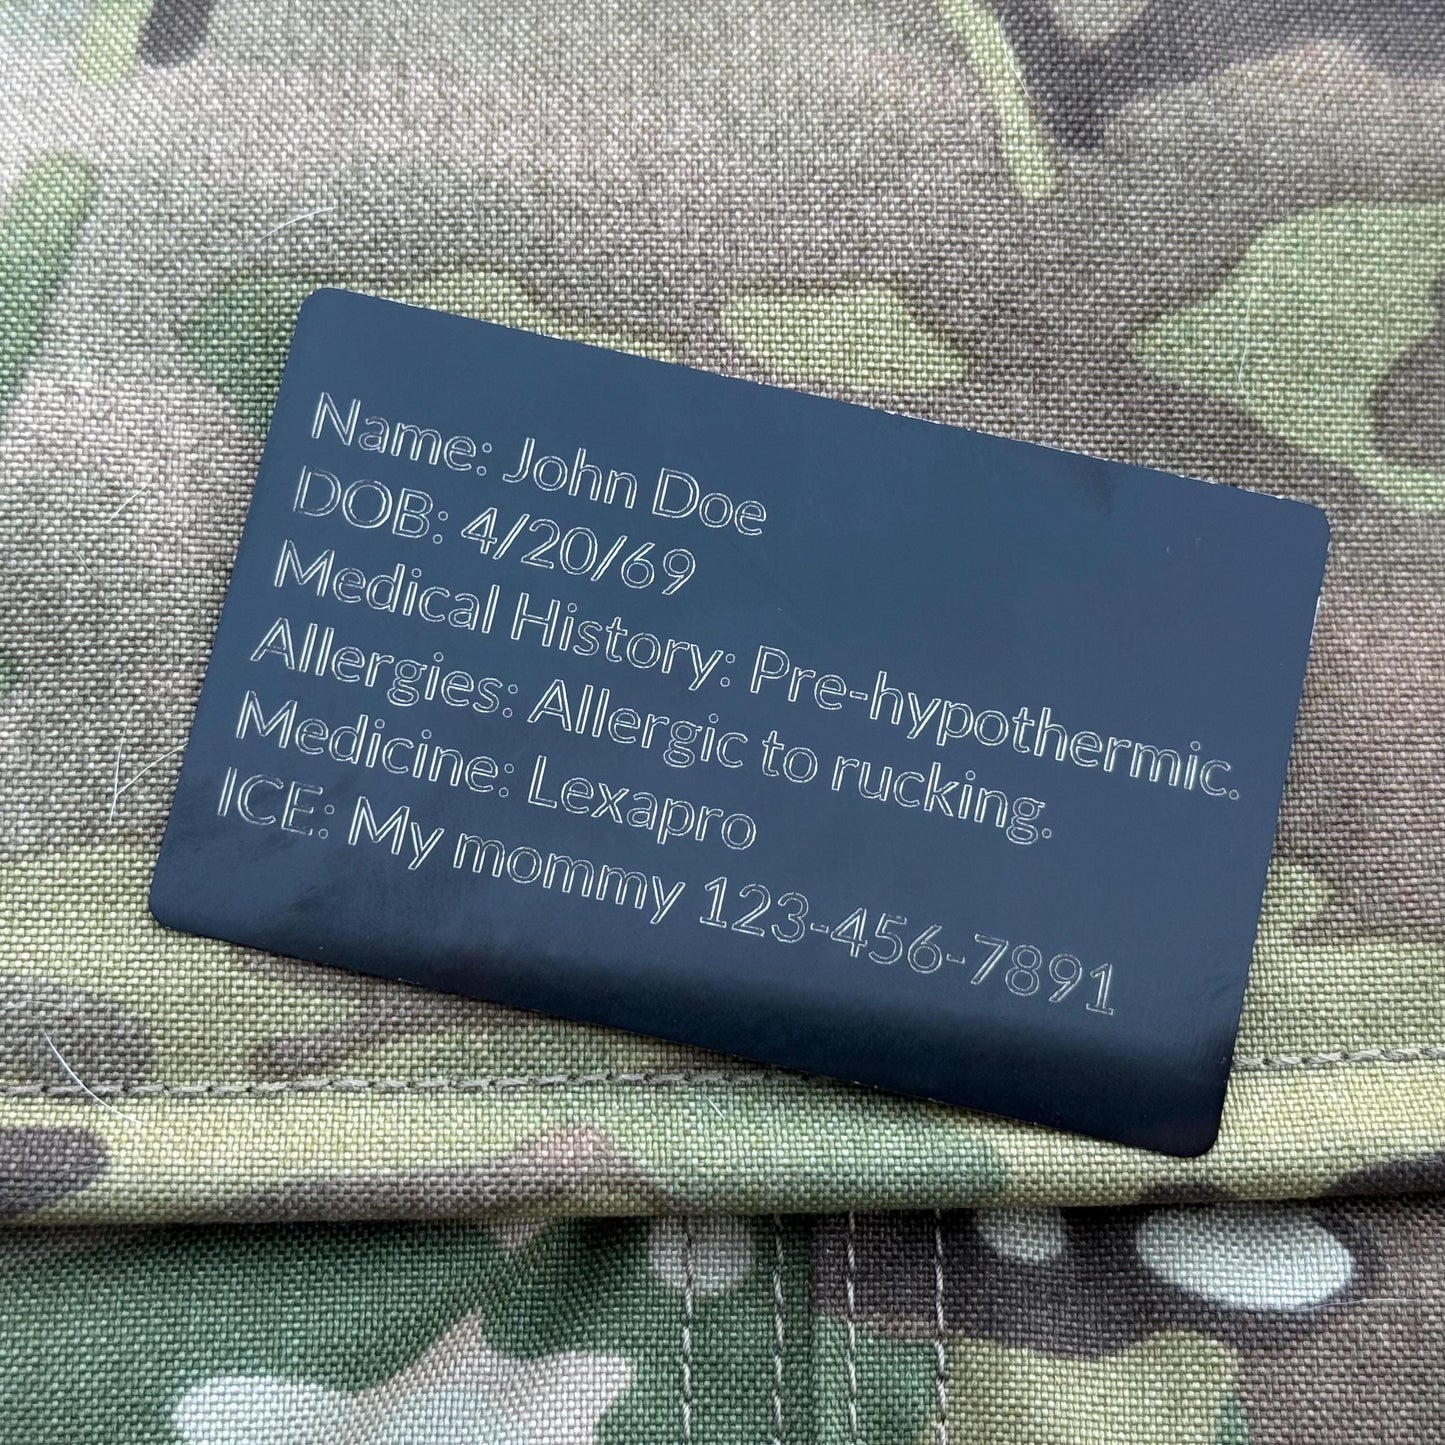 Name: John Doe
DOB: 4/20/69
Medical History: Pre-hypothermic.
Allergies: Allergic to rucking.
Medicine: Lexapro
ICE: My mommy 123-456-7891